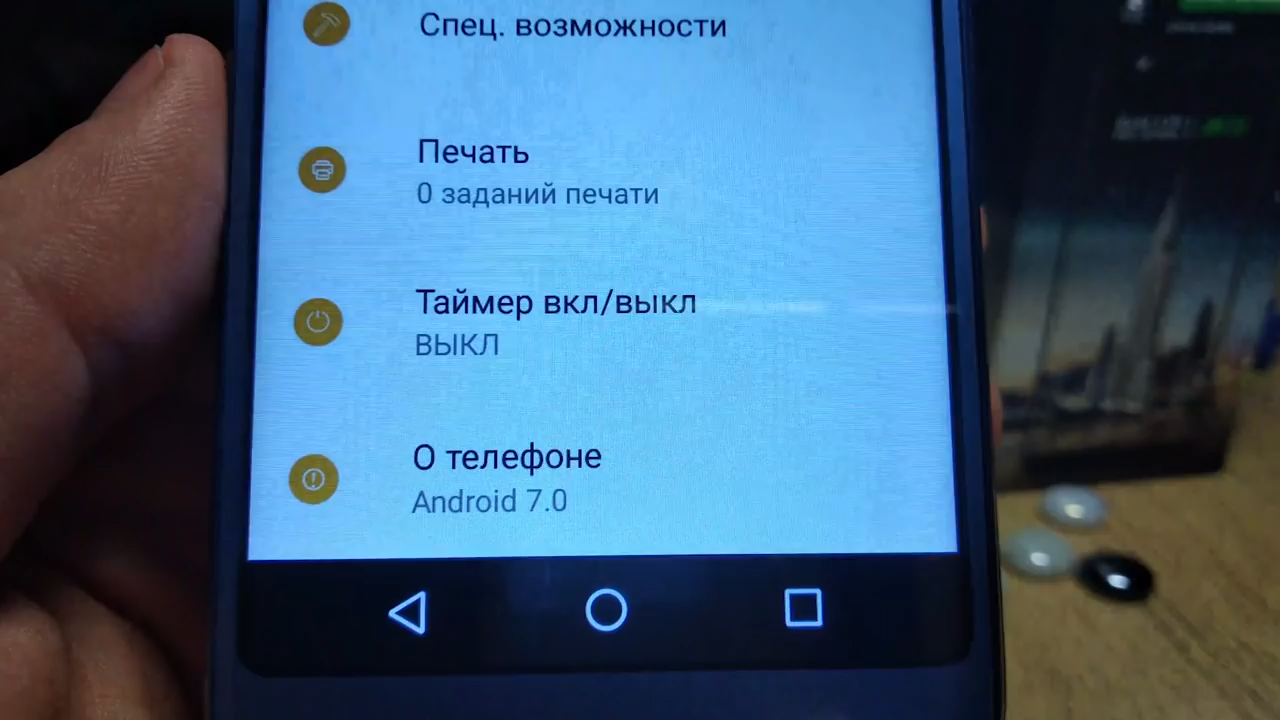 Спец. возможности
Печать
0 заданий печати
Таймер вкл/выкл
ВЫКЛ
О телефоне
Android 7.0